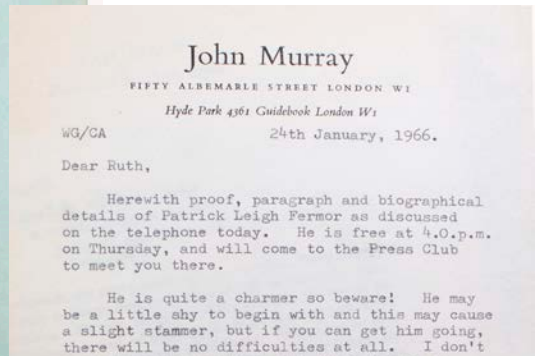 John Murray
FIFTY ALBEMARLE STREET LONDON W1
Hyde Park 4361 Guidebook London W1
WG/CA 24th January, 1966.
Dear Ruth,
Herewith proof, paragraph and biographical
details of Patrick Leigh Fermor as discussed
on the telephone today. He is free at 4.0.p.m.
on Thursday, and will come to the Press Club
to meet you there.
He is quite a charmer so beware! He may
be a little shy to begin with and this may cause
a slight stammer, but if you can get him going,
there will be no difficulties at all. I don't